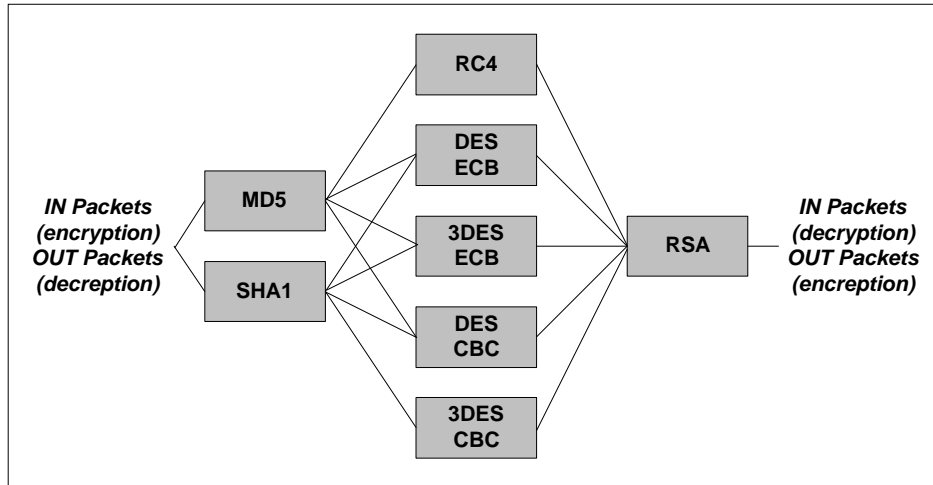 IN Packets
(encryption)
OUT Packets
(decreption)
MD5
SHA1
RC4
DES
ECB
3DES
ECB
DES
CBC
3DES
CBC
RSA
IN Packets
(decryption)
OUT Packets
(encreption)